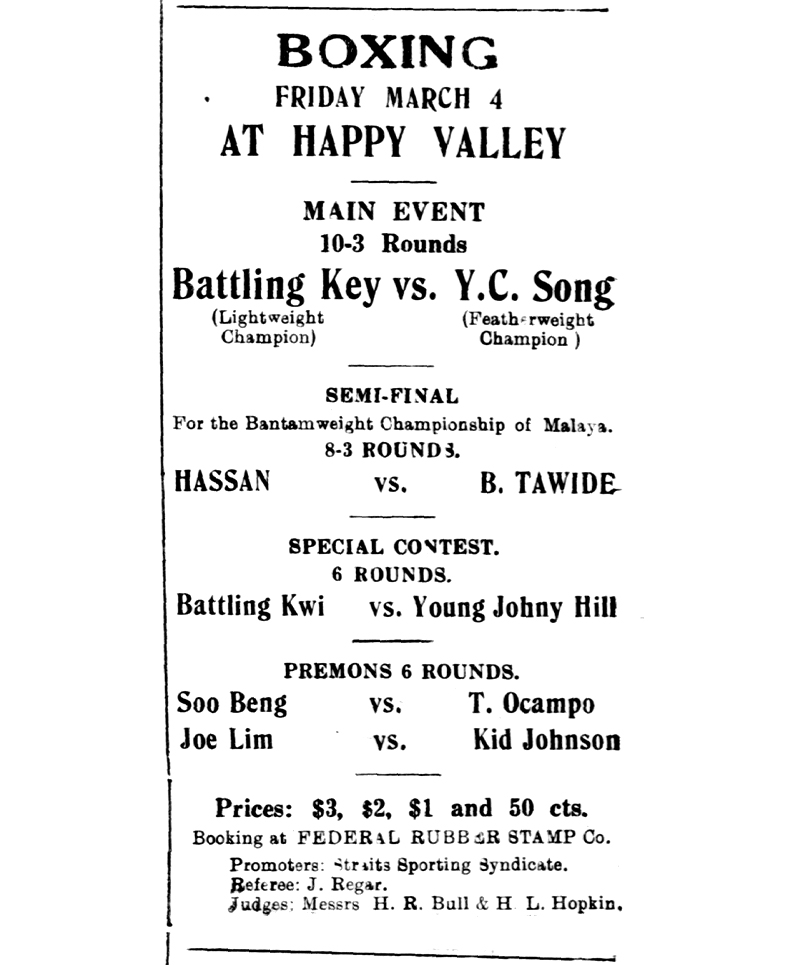 BOXING
FRIDAY MARCH 4
AT HAPPY VALLEY
MAIN EVENT
10-3 Rounds
Battling Key vs. Y.C. Song
(Lightweight Champion) (Featherweight Champion )
SEMI-FINAL
For the Bantamweight Championship of Malaya.
8-3 ROUNDS.
HASSAN vs. B. TAWIDE
SPECIAL CONTEST.
6 ROUNDS.
Battling Kwi vs. Young Johny Hill
PREMONS 6 ROUNDS.
Soo Beng vs. T. Ocampo
Joe Lim vs. Kid Johnson
Prices: $3, $2, $1 and 50 cts.
Booking at FEDERAL RUBBER STAMP Co.
Promoters: Straits Sporting Syndicate.
Referee: J. Regar.
Judges: Messrs H. R. Bull & H. L. Hopkin.